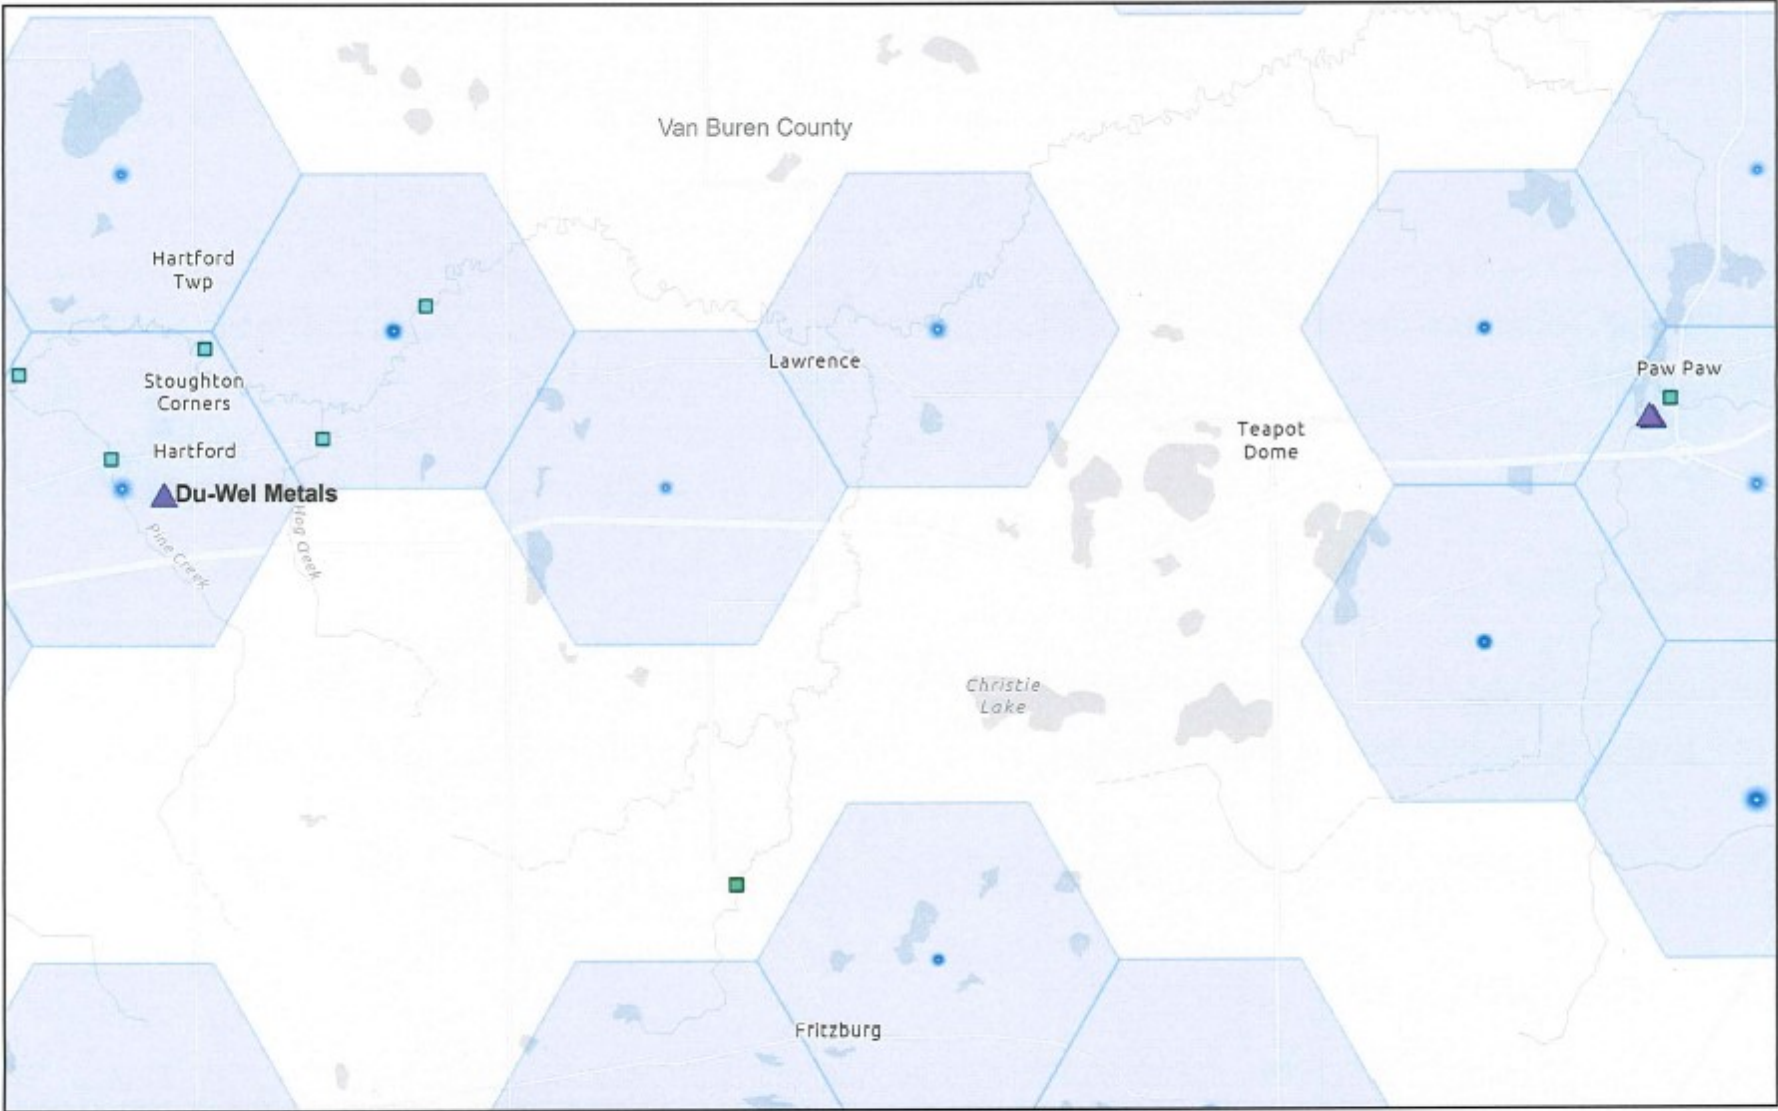 Van Buren County
Hartford
Twp
Lawrence
Stoughton
Corners
Paw Paw
Hartford
Teapot
Dome
Du-Wel Metals
Pine Creek
Hog Creek
Christie
Lake
Fritzburg